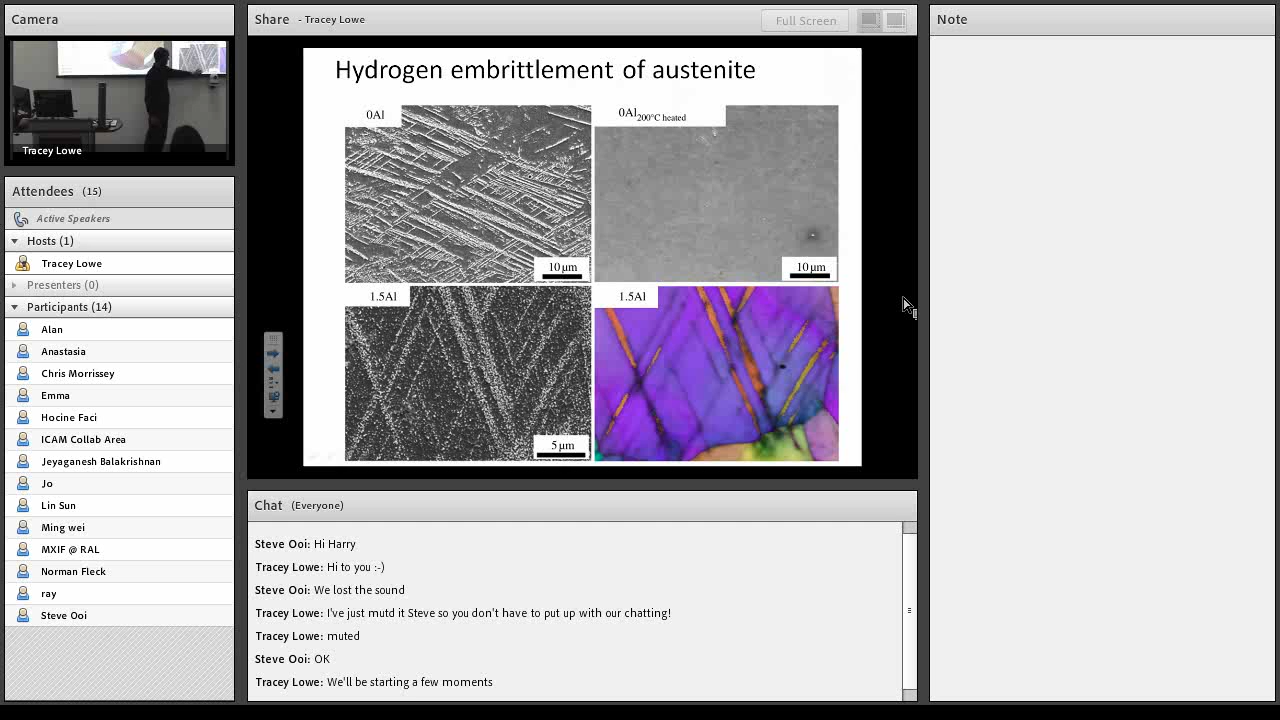 Camera
Tracey Lowe
Attendees (15)
Active Speakers
Hosts (1)
Tracey Lowe
Presenters (0)
Participants (14)
Alan
Anastasia
Chris Morrissey
Emma
Hocine Faci
ICAM Collab Area
Jeyaganesh Balakrishnan
Jo
Lin Sun
Ming wei
MXIF @ RAL
Norman Fleck
ray
Steve Ooi
Share - Tracey Lowe
Full Screen
Hydrogen embrittlement of austenite
0Al
0Al200°C heated
10 µm
10 µm
1.5Al
1.5Al
5 µm
Chat (Everyone)
Steve Ooi: Hi Harry
Tracey Lowe: Hi to you :-)
Steve Ooi: We lost the sound
Tracey Lowe: I've just mutd it Steve so you don't have to put up with our chatting!
Tracey Lowe: muted
Steve Ooi: OK
Tracey Lowe: We'll be starting a few moments
Note